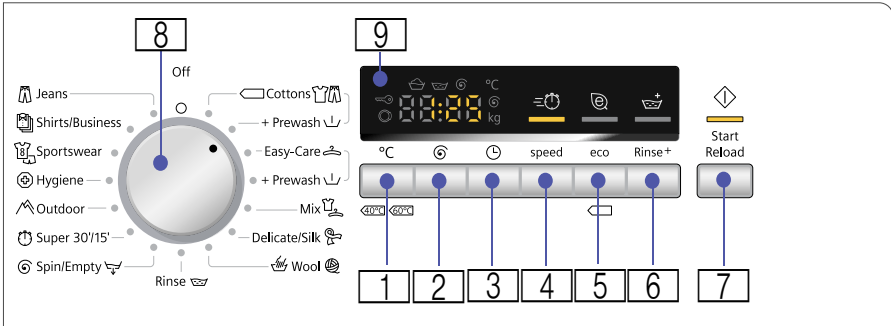 8
9
Off
Jeans
Shirts/Business
Sportswear
Hygiene
Outdoor
Super 30'/15'
Spin/Empty
Rinse
Cottons
+ Prewash
Easy-Care
+ Prewash
Mix
Delicate/Silk
Wool
°C
1:25
kg
Start
Reload
°C
speed
eco
Rinse+
40°C 60°C
1
2
3
4
5
6
7